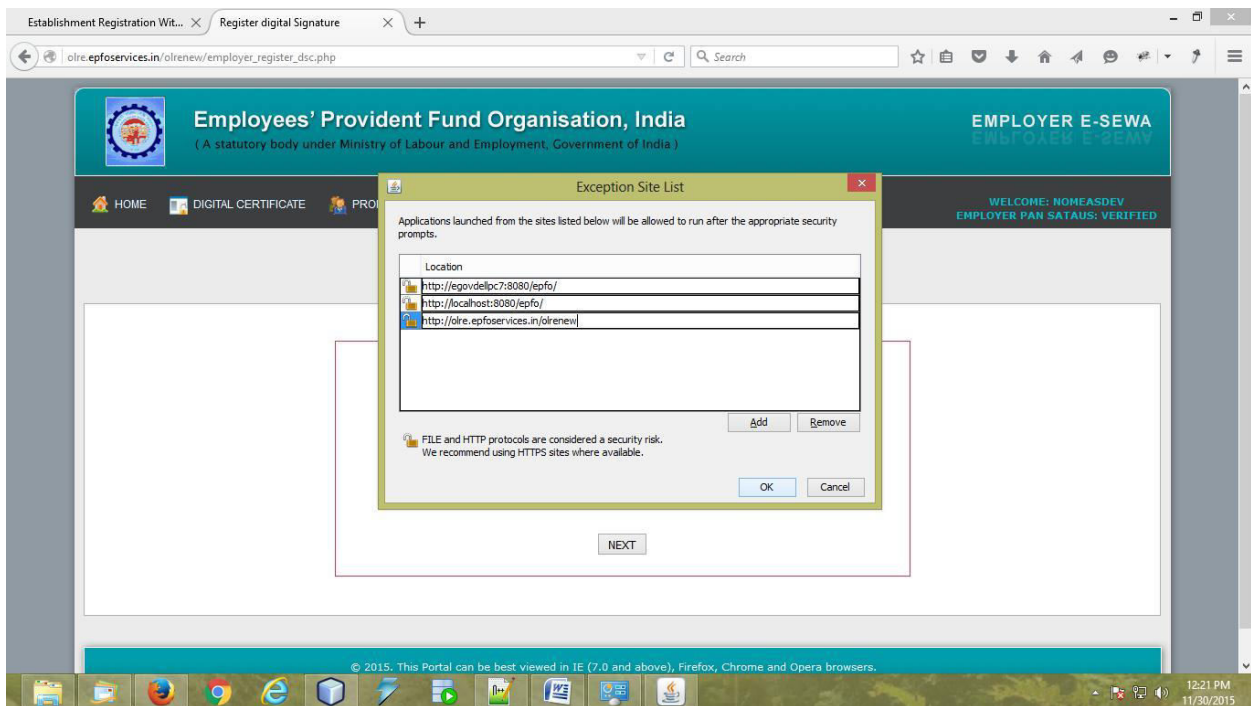 Establishment Registration Wit...
Register digital Signature
olre.epfoservices.in/olrenew/employer_register_dsc.php
Search
Employees' Provident Fund Organisation, India
( A statutory body under Ministry of Labour and Employment, Government of India )
EMPLOYER E-SEWA
HOME
DIGITAL CERTIFICATE
PRO
WELCOME: NOMEASDEV
EMPLOYER PAN SATAUS: VERIFIED
Exception Site List
Applications launched from the sites listed below will be allowed to run after the appropriate security
prompts.
Location
http://egovdellpc7:8080/epfo/
http://localhost:8080/epfo/
http://olre.epfoservices.in/olrenew
Add
Remove
FILE and HTTP protocols are considered a security risk.
We recommend using HTTPS sites where available.
OK
Cancel
NEXT
© 2015. This Portal can be best viewed in IE (7.0 and above), Firefox, Chrome and Opera browsers.
12:21 PM
11/30/2015